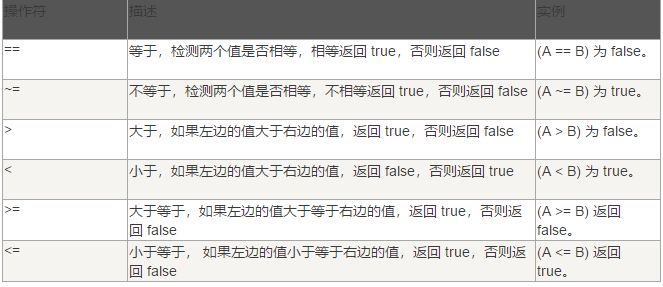 操作符 描述 实例
== 等于，检测两个值是否相等，相等返回 true，否则返回 false (A == B) 为 false。
~= 不等于，检测两个值是否相等，不相等返回 true，否则返回 false (A ~= B) 为 true。
> 大于，如果左边的值大于右边的值，返回 true，否则返回 false (A > B) 为 false。
< 小于，如果左边的值大于右边的值，返回 false，否则返回 true (A < B) 为 true。
>= 大于等于，如果左边的值大于等于右边的值，返回 true，否则返 (A >= B) 返回
回 false false。
<= 小于等于， 如果左边的值小于等于右边的值，返回 true，否则返 (A <= B) 返回
回 false true。